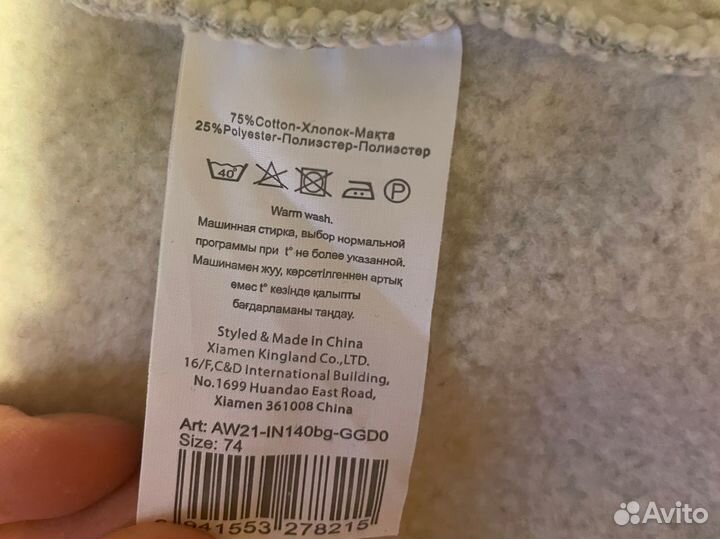 75%Cotton-Хлопок-Мақта
25%Polyester-Полиэстер-Полиэстер
40°
P
Warm wash.
Машинная стирка, выбор нормальной
программы при t° не более указанной.
Машинамен жуу, көрсетілгеннен артық
емес t° кезінде қалыпты
бағдарламаны таңдау.
Styled & Made In China
Xiamen Kingland Co.,LTD.
16/F,C&D International Building,
No.1699 Huandao East Road,
Xiamen 361008 China
Art: AW21-IN140bg-GGD0
Size: 74
941553 278215
Avito